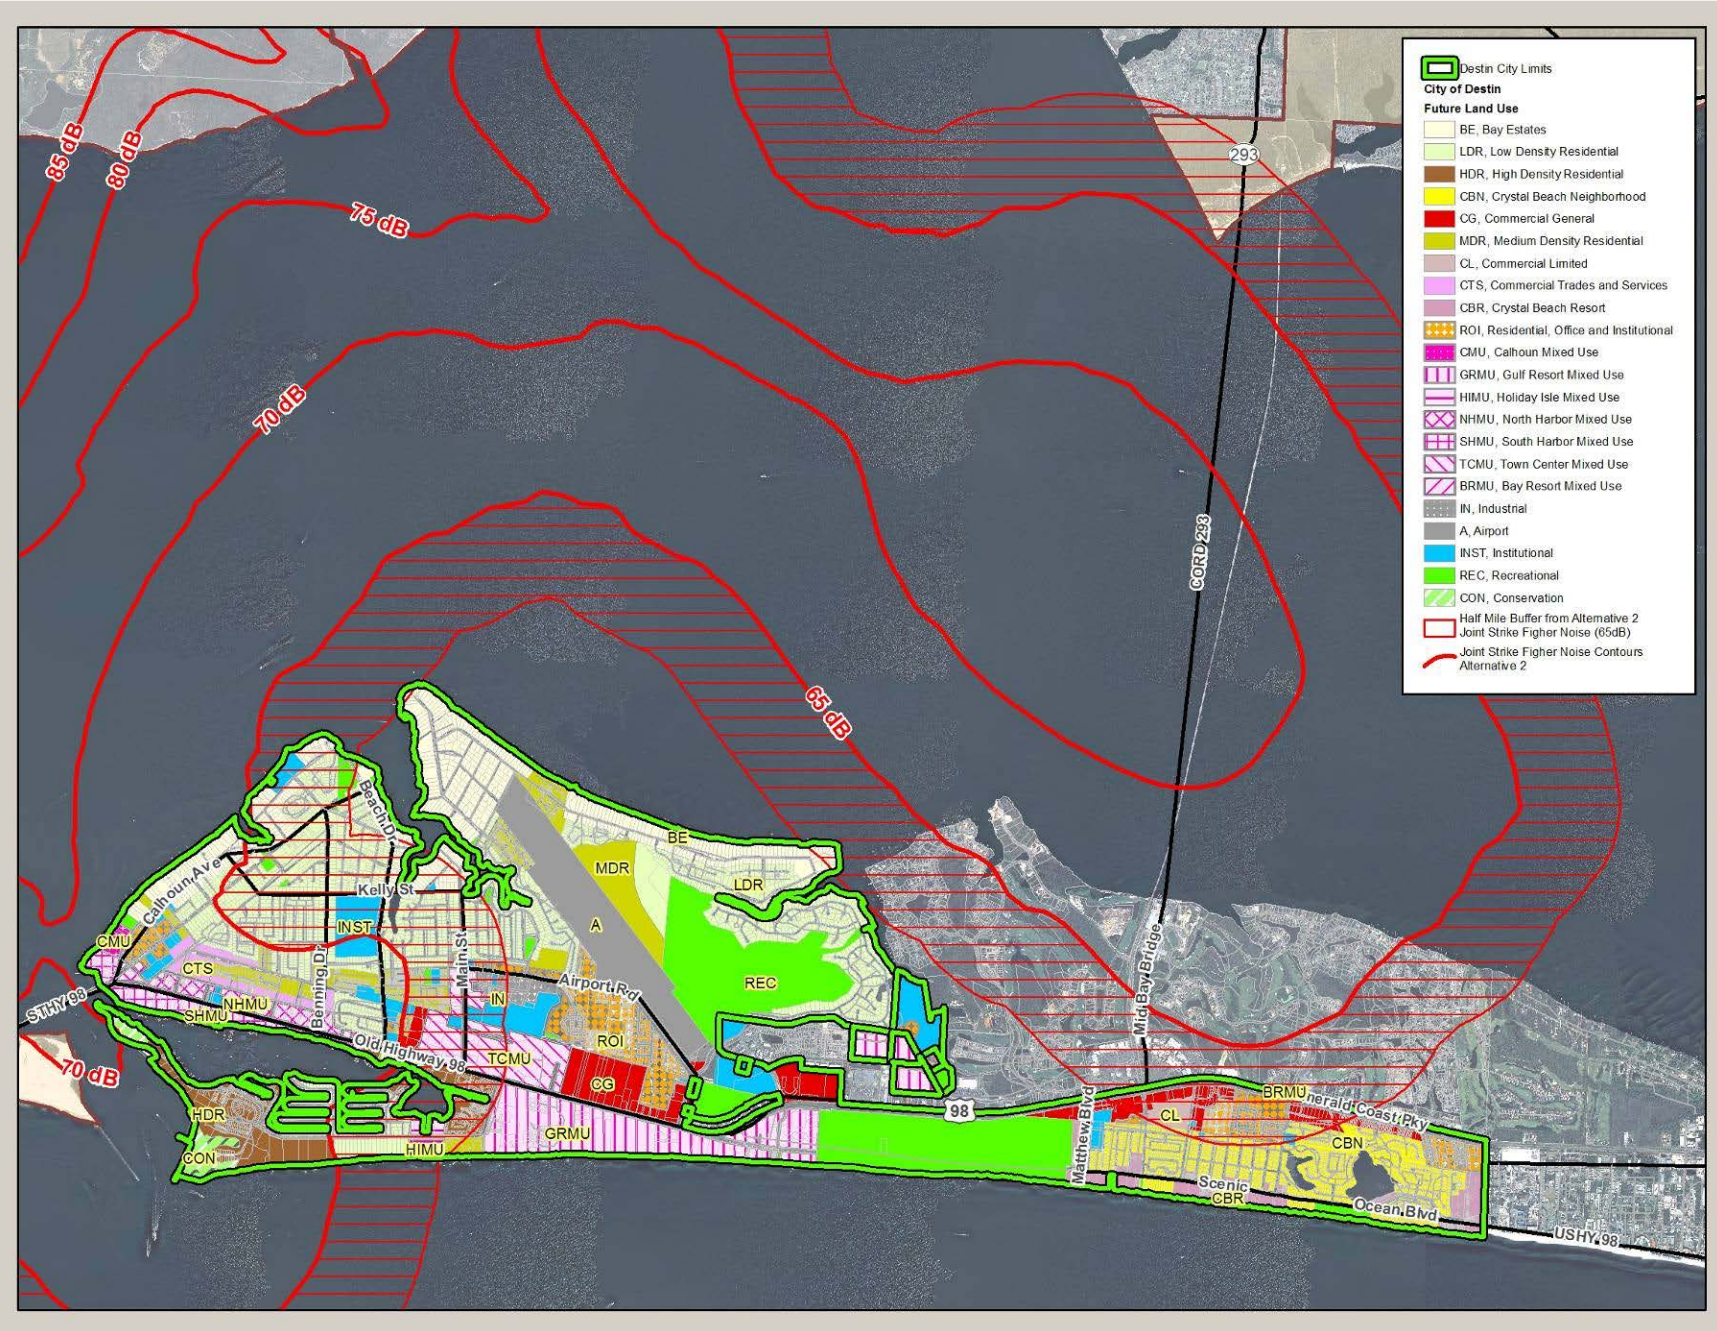 Destin City Limits
City of Destin
Future Land Use
BE, Bay Estates
LDR, Low Density Residential
HDR, High Density Residential
CBN, Crystal Beach Neighborhood
CG, Commercial General
MDR, Medium Density Residential
CL, Commercial Limited
CTS, Commercial Trades and Services
CBR, Crystal Beach Resort
ROI, Residential, Office and Institutional
CMU, Calhoun Mixed Use
GRMU, Gulf Resort Mixed Use
HIMU, Holiday Isle Mixed Use
NHMU, North Harbor Mixed Use
SHMU, South Harbor Mixed Use
TCMU, Town Center Mixed Use
BRMU, Bay Resort Mixed Use
IN, Industrial
A, Airport
INST, Institutional
REC, Recreational
CON, Conservation
Half Mile Buffer from Alternative 2
Joint Strike Figher Noise (65dB)
Joint Strike Figher Noise Contours
Alternative 2
85 dB
80 dB
75 dB
70 dB
65 dB
70 dB
293
CORD 293
Mid Bay Bridge
Beach Dr
Calhoun Ave
Kelly St
Benning Dr
Main St
Airport Rd
STHY 98
Old Highway 98
98
Matthew Blvd
merald Coast Pky
Scenic
Ocean Blvd
USHY 98
BE
MDR
LDR
A
INST
CMU
CTS
REC
NHMU
SHMU
IN
ROI
TCMU
CG
HDR
GRMU
HIMU
CON
BRMU
CL
CBN
CBR